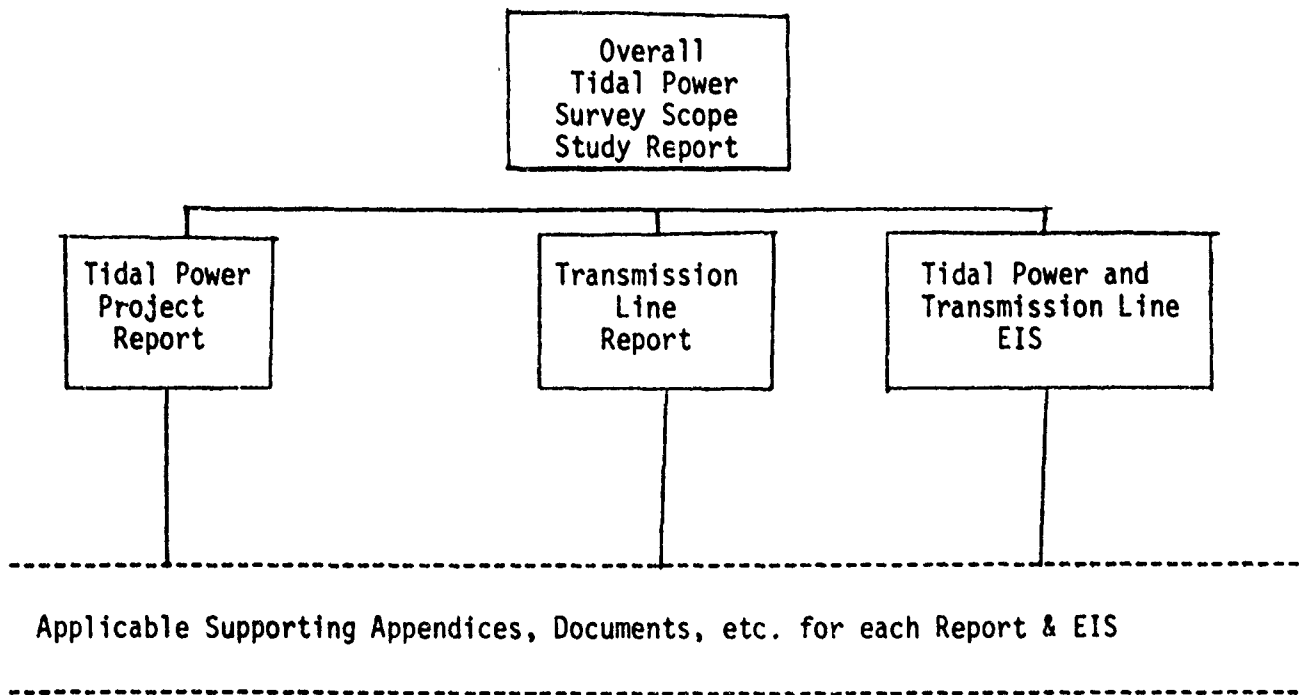 Overall
Tidal Power
Survey Scope
Study Report
Tidal Power
Project
Report
Transmission
Line
Report
Tidal Power and
Transmission Line
EIS
Applicable Supporting Appendices, Documents, etc. for each Report & EIS